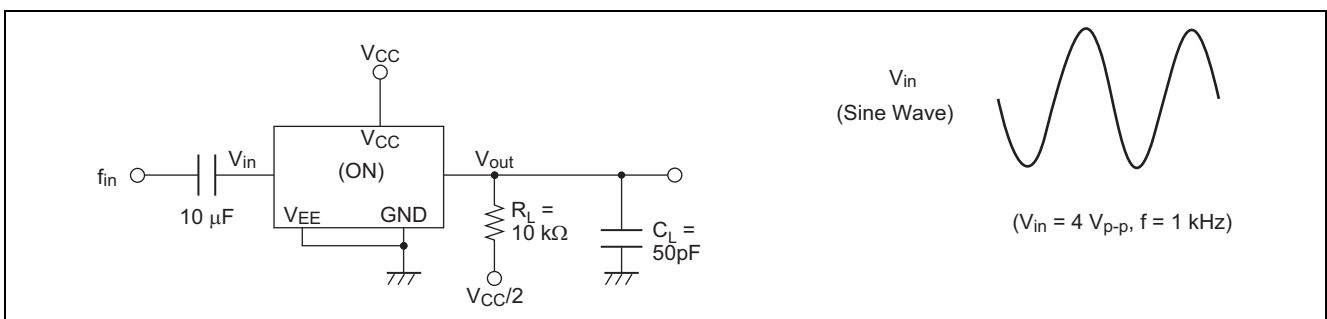 VCC
VCC
fin
Vin
(ON)
Vout
10 μF
VEE
GND
RL =
10 kΩ
CL =
50pF
VCC/2
Vin
(Sine Wave)
(Vin = 4 Vp-p, f = 1 kHz)